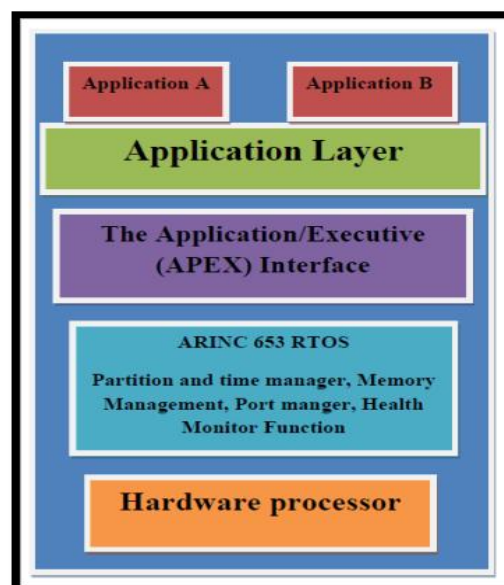 Application A
Application B
Application Layer
The Application/Executive
(APEX) Interface
ARINC 653 RTOS
Partition and time manager, Memory
Management, Port manger, Health
Monitor Function
Hardware processor